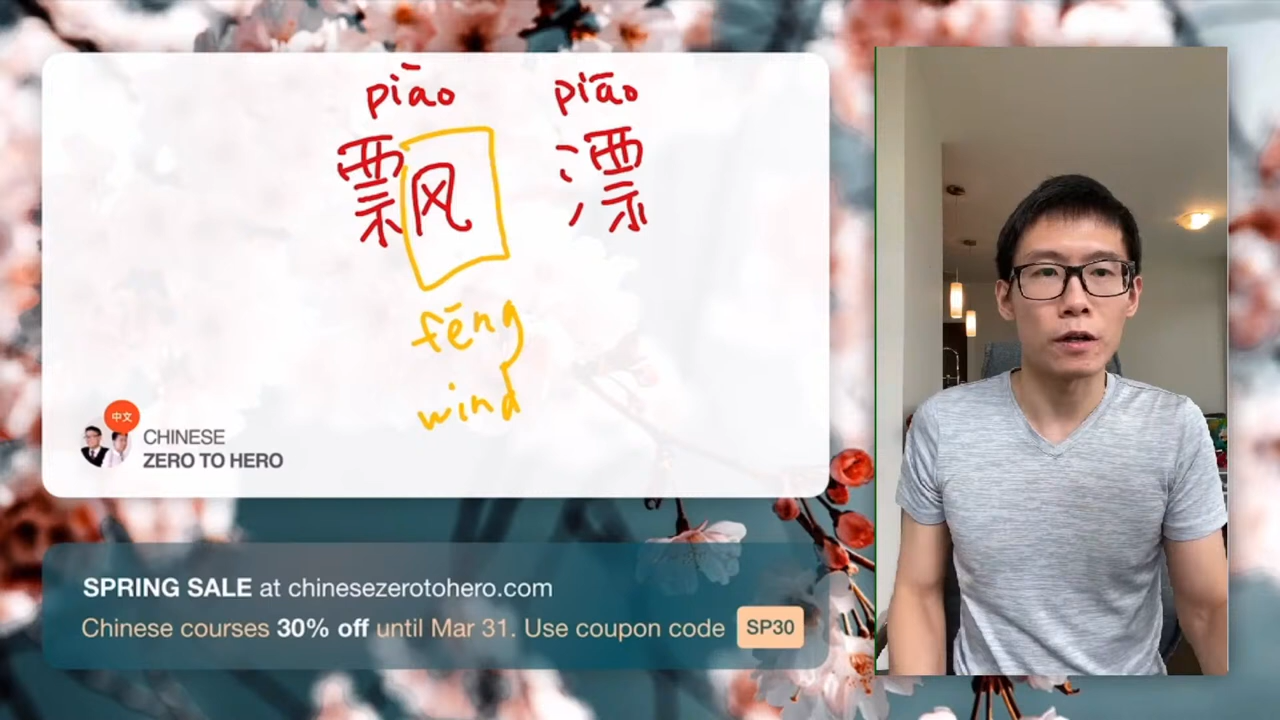 piāo piāo
飘 漂
fēng
wind
中文
CHINESE
ZERO TO HERO
SPRING SALE at chinesezerotohero.com
Chinese courses 30% off until Mar 31. Use coupon code SP30